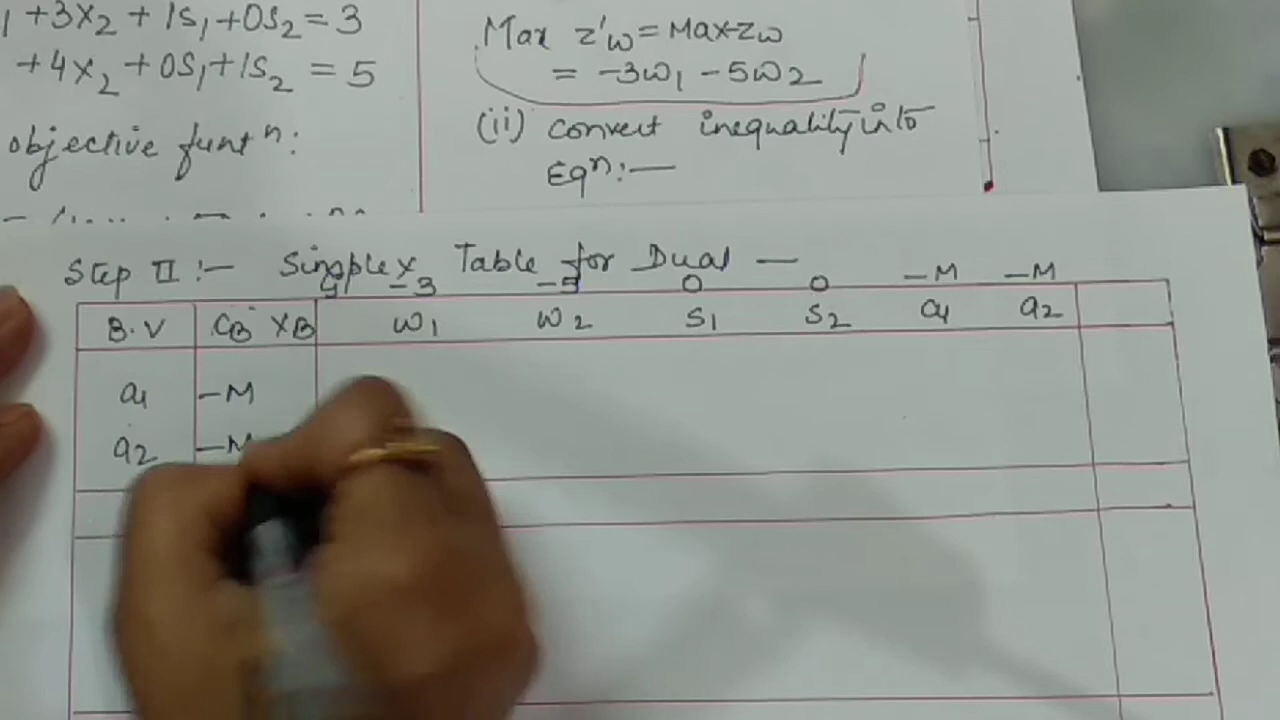 1 +3x2 + 1s1 +0s2 = 3
+4x2 + 0s1 +1s2 = 5
objective funt n:
Max z'w = Max-zw
= -3w1 - 5w2
(ii) convert inequality into
Eqn:—
Step II :— Simplex Table for Dual —
Cj -3 -5 0 0 -M -M
B.V CB XB w1 w2 s1 s2 a1 a2
a1 -M
a2 -M